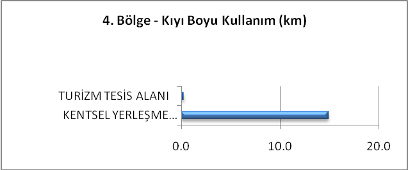 4. Bölge - Kıyı Boyu Kullanım (km)
TURİZM TESİS ALANI
KENTSEL YERLEŞME...
0.0 10.0 20.0